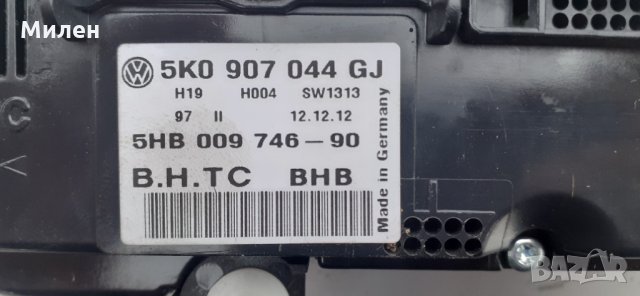 Милен
5K0 907 044 GJ
H19 H004 SW1313
97 II 12.12.12
5HB 009 746-90
B.H.TC BHB
Made in Germany
BAZAR